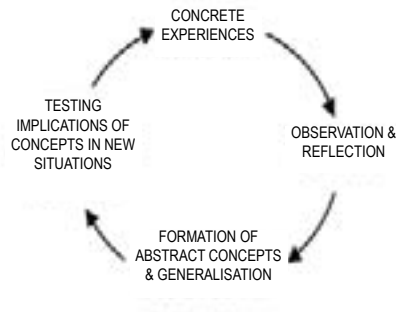 CONCRETE
EXPERIENCES
OBSERVATION &
REFLECTION
FORMATION OF
ABSTRACT CONCEPTS
& GENERALISATION
TESTING
IMPLICATIONS OF
CONCEPTS IN NEW
SITUATIONS